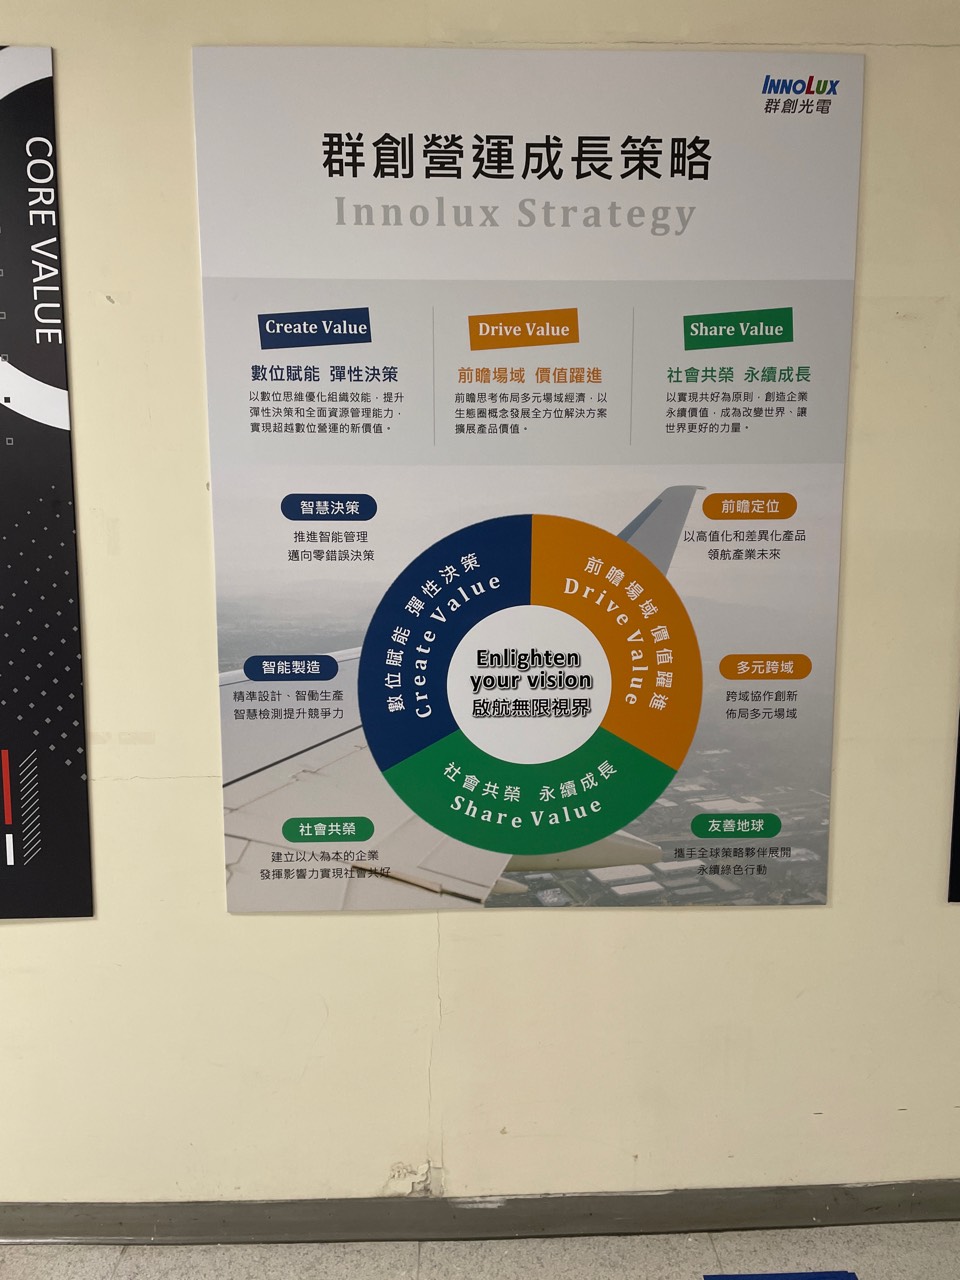 CORE VALUE
INNOLUX
群創光電
群創營運成長策略
Innolux Strategy
Create Value
數位賦能 彈性決策
以數位思維優化組織效能，提升
彈性決策和全面資源管理能力，
實現超越數位營運的新價值。
Drive Value
前瞻場域 價值躍進
前瞻思考佈局多元場域經濟，以
生態圈概念發展全方位解決方案
擴展產品價值。
Share Value
社會共榮 永續成長
以實現共好為原則，創造企業
永續價值，成為改變世界、讓
世界更好的力量。
智慧決策
推進智能管理
邁向零錯誤決策
前瞻定位
以高值化和差異化產品
領航產業未來
數位賦能 彈性決策
Create Value
前瞻場域 價值躍進
Drive Value
Enlighten
your vision
啟航無限視界
智能製造
精準設計、智慟生產
智慧檢測提升競爭力
多元跨域
跨域協作創新
佈局多元場域
社會共榮 永續成長
Share Value
社會共榮
建立以人為本的企業
發揮影響力實現社會共好
友善地球
攜手全球策略夥伴展開
永續綠色行動